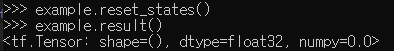 >>> example.reset_states()
>>> example.result()
<tf.Tensor: shape=(), dtype=float32, numpy=0.0>